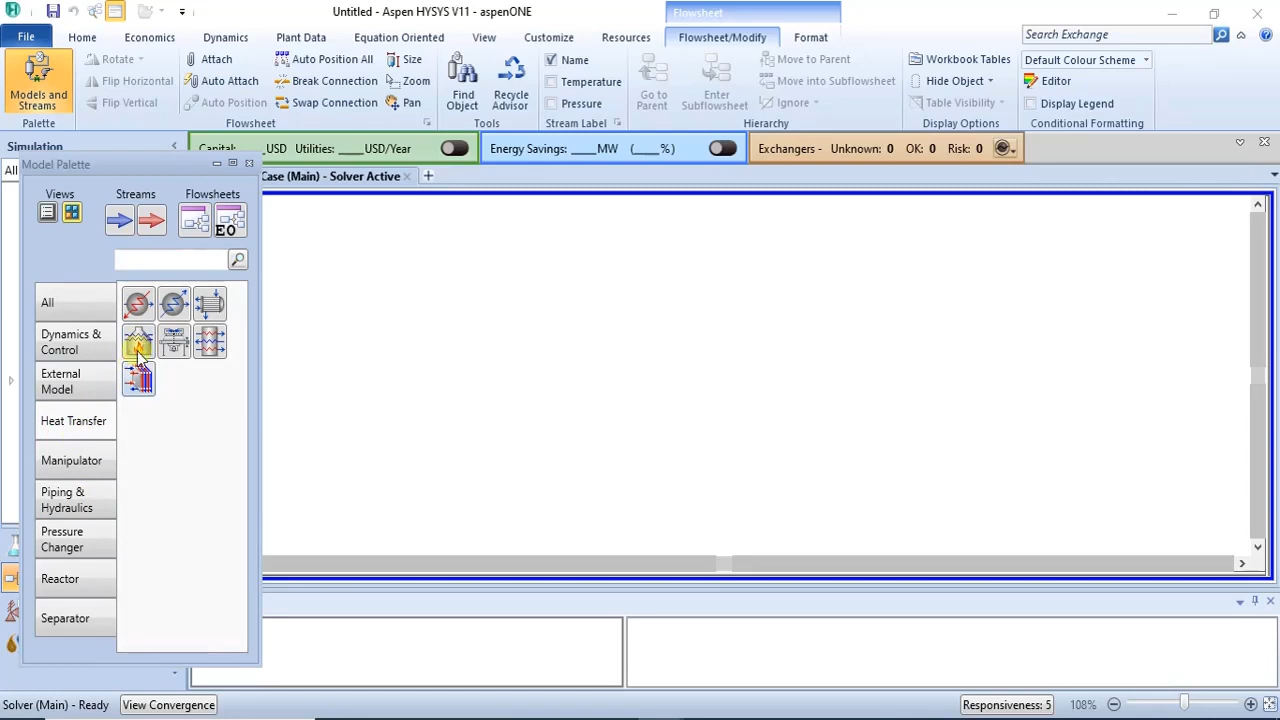 Untitled - Aspen HYSYS V11 - aspenONE
Flowsheet
File
Home
Economics
Dynamics
Plant Data
Equation Oriented
View
Customize
Resources
Flowsheet/Modify
Format
Search Exchange
Models and
Streams
Palette
Rotate
Flip Horizontal
Flip Vertical
Attach
Auto Attach
Auto Position
Auto Position All
Break Connection
Swap Connection
Size
Zoom
Pan
Flowsheet
Find
Object
Recycle
Advisor
Tools
Name
Temperature
Pressure
Stream Label
Go to
Parent
Enter
Subflowsheet
Move to Parent
Move into Subflowsheet
Ignore
Hierarchy
Workbook Tables
Hide Object
Table Visibility
Display Options
Default Colour Scheme
Editor
Display Legend
Conditional Formatting
Simulation
Capital: ____USD Utilities: ____USD/Year
Energy Savings: ____MW (____%)
Exchangers - Unknown: 0 OK: 0 Risk: 0
Model Palette
All
Case (Main) - Solver Active
Views
Streams
Flowsheets
EO
All
Dynamics &
Control
External
Model
Heat Transfer
Manipulator
Piping &
Hydraulics
Pressure
Changer
Reactor
Separator
Solver (Main) - Ready
View Convergence
Responsiveness: 5
108%